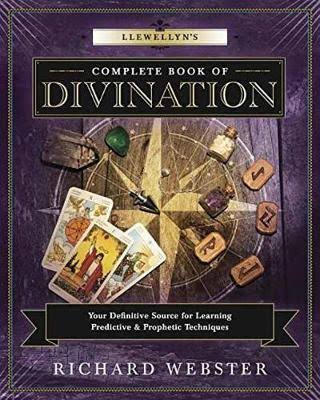 LLEWELLYN'S
COMPLETE BOOK OF
DIVINATION
Your Definitive Source for Learning
Predictive & Prophetic Techniques
RICHARD WEBSTER